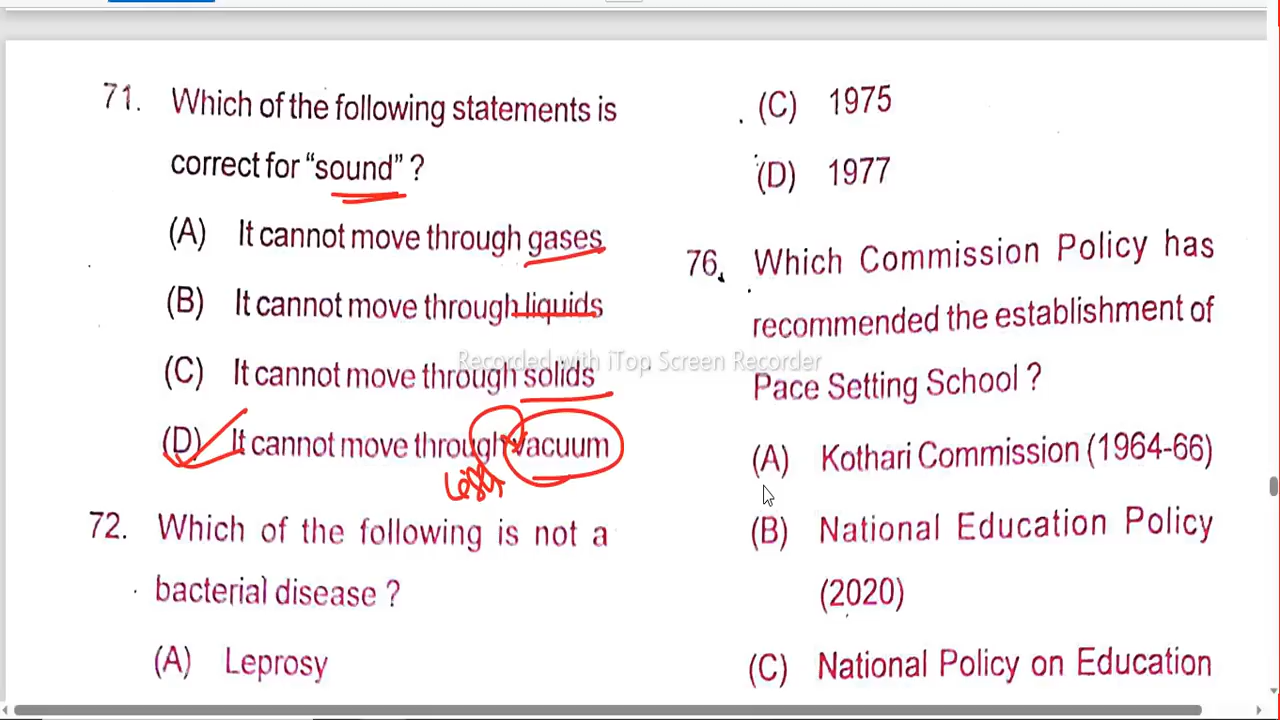 71. Which of the following statements is
correct for “sound” ?
(A) It cannot move through gases
(B) It cannot move through liquids
(C) It cannot move through solids
(D) It cannot move through vacuum
72. Which of the following is not a
bacterial disease ?
(A) Leprosy
(C) 1975
(D) 1977
76. Which Commission Policy has
recommended the establishment of
Pace Setting School ?
(A) Kothari Commission (1964-66)
(B) National Education Policy
(2020)
(C) National Policy on Education
Recorded with iTop Screen Recorder